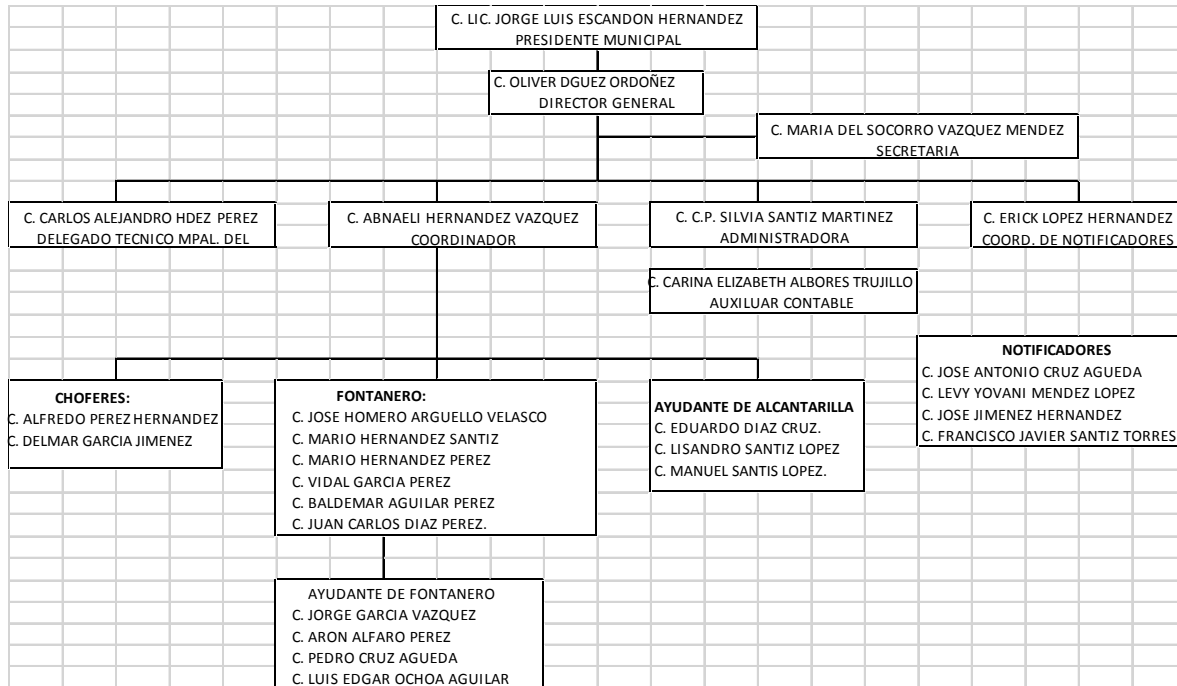 C. LIC. JORGE LUIS ESCANDON HERNANDEZ
PRESIDENTE MUNICIPAL
C. OLIVER DGUEZ ORDOÑEZ
DIRECTOR GENERAL
C. MARIA DEL SOCORRO VAZQUEZ MENDEZ
SECRETARIA
C. CARLOS ALEJANDRO HDEZ PEREZ
DELEGADO TECNICO MPAL. DEL
C. ABNAELI HERNANDEZ VAZQUEZ
COORDINADOR
C. C.P. SILVIA SANTIZ MARTINEZ
ADMINISTRADORA
C. ERICK LOPEZ HERNANDEZ
COORD. DE NOTIFICADORES
C. CARINA ELIZABETH ALBORES TRUJILLO
AUXILUAR CONTABLE
NOTIFICADORES
C. JOSE ANTONIO CRUZ AGUEDA
C. LEVY YOVANI MENDEZ LOPEZ
C. JOSE JIMENEZ HERNANDEZ
C. FRANCISCO JAVIER SANTIZ TORRES
CHOFERES:
C. ALFREDO PEREZ HERNANDEZ
C. DELMAR GARCIA JIMENEZ
FONTANERO:
C. JOSE HOMERO ARGUELLO VELASCO
C. MARIO HERNANDEZ SANTIZ
C. MARIO HERNANDEZ PEREZ
C. VIDAL GARCIA PEREZ
C. BALDEMAR AGUILAR PEREZ
C. JUAN CARLOS DIAZ PEREZ.
AYUDANTE DE ALCANTARILLA
C. EDUARDO DIAZ CRUZ.
C. LISANDRO SANTIZ LOPEZ
C. MANUEL SANTIS LOPEZ.
AYUDANTE DE FONTANERO
C. JORGE GARCIA VAZQUEZ
C. ARON ALFARO PEREZ
C. PEDRO CRUZ AGUEDA
C. LUIS EDGAR OCHOA AGUILAR